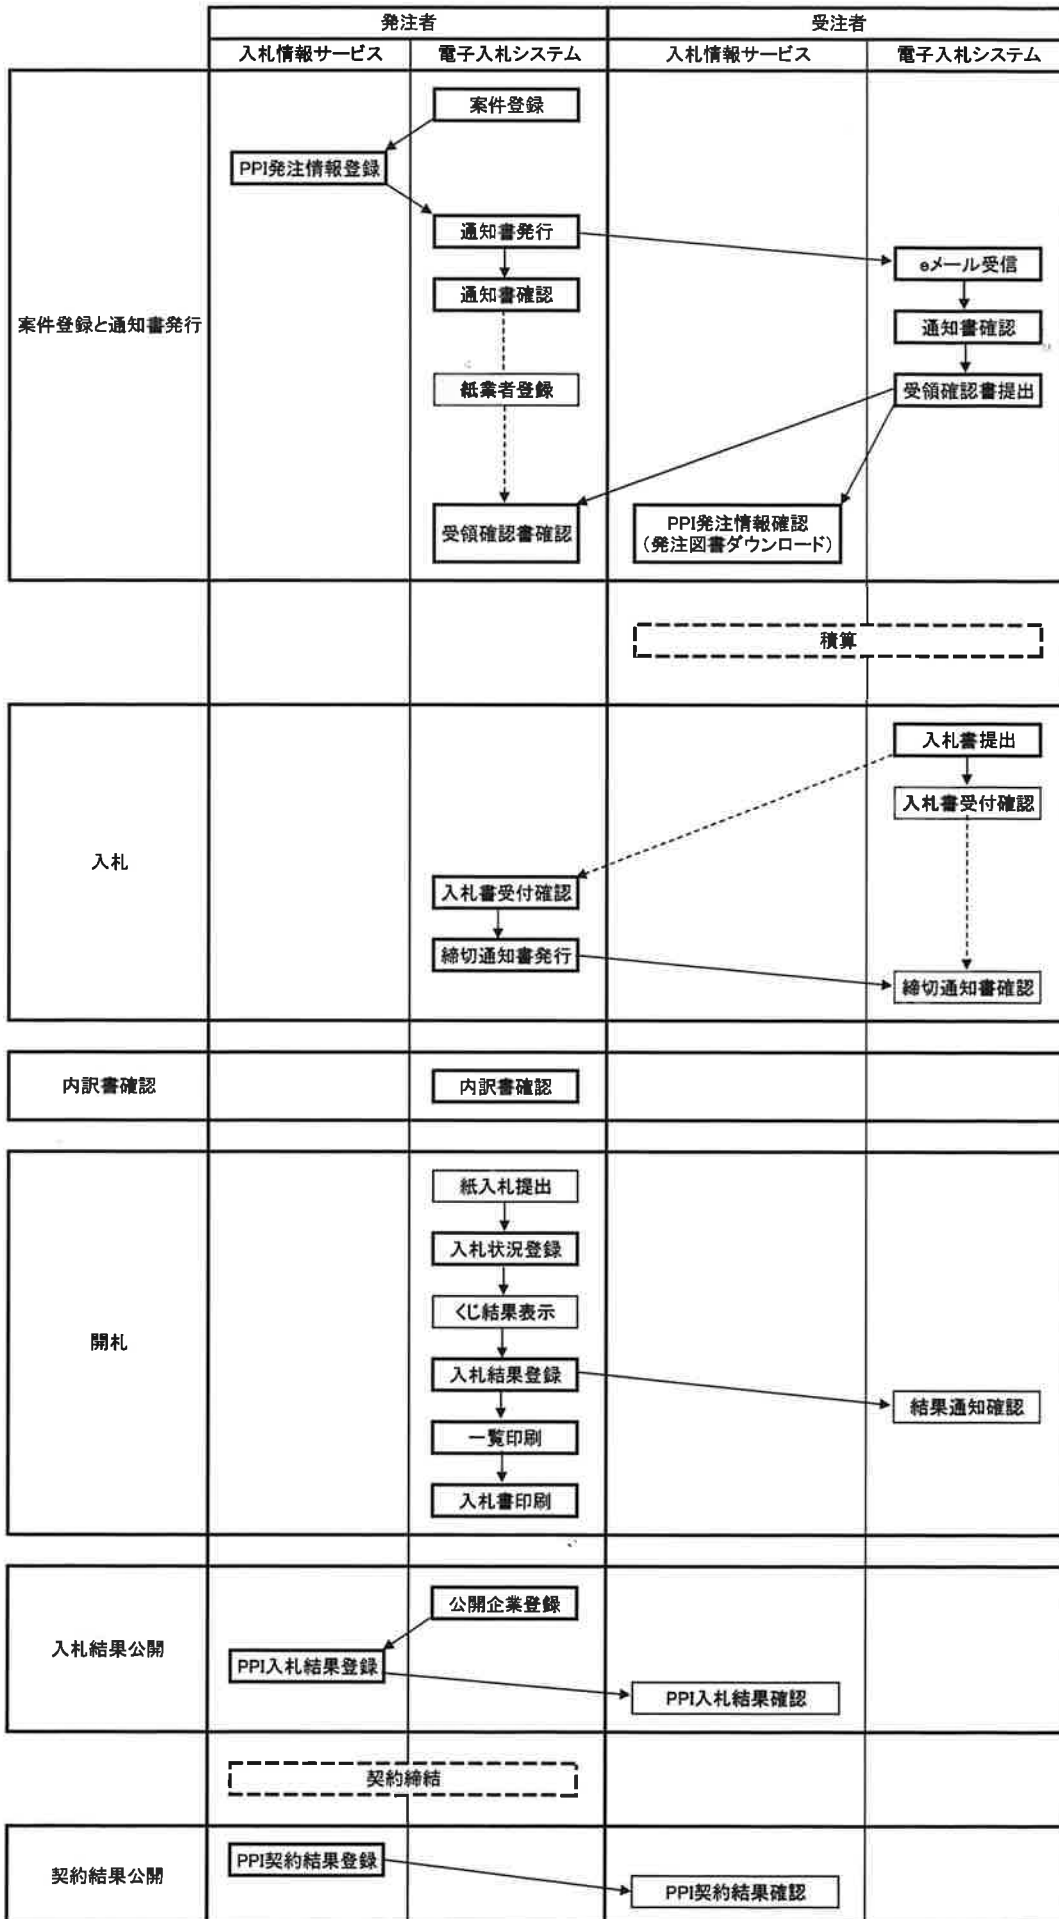 発注者
受注者
入札情報サービス
電子入札システム
入札情報サービス
電子入札システム
案件登録と通知書発行
案件登録
PPI発注情報登録
通知書発行
eメール受信
通知書確認
通知書確認
紙業者登録
受領確認書提出
受領確認書確認
PPI発注情報確認
(発注図書ダウンロード)
積算
入札
入札書提出
入札書受付確認
入札書受付確認
締切通知書発行
締切通知書確認
内訳書確認
内訳書確認
開札
紙入札提出
入札状況登録
くじ結果表示
入札結果登録
結果通知確認
一覧印刷
入札書印刷
入札結果公開
公開企業登録
PPI入札結果登録
PPI入札結果確認
契約締結
契約結果公開
PPI契約結果登録
PPI契約結果確認